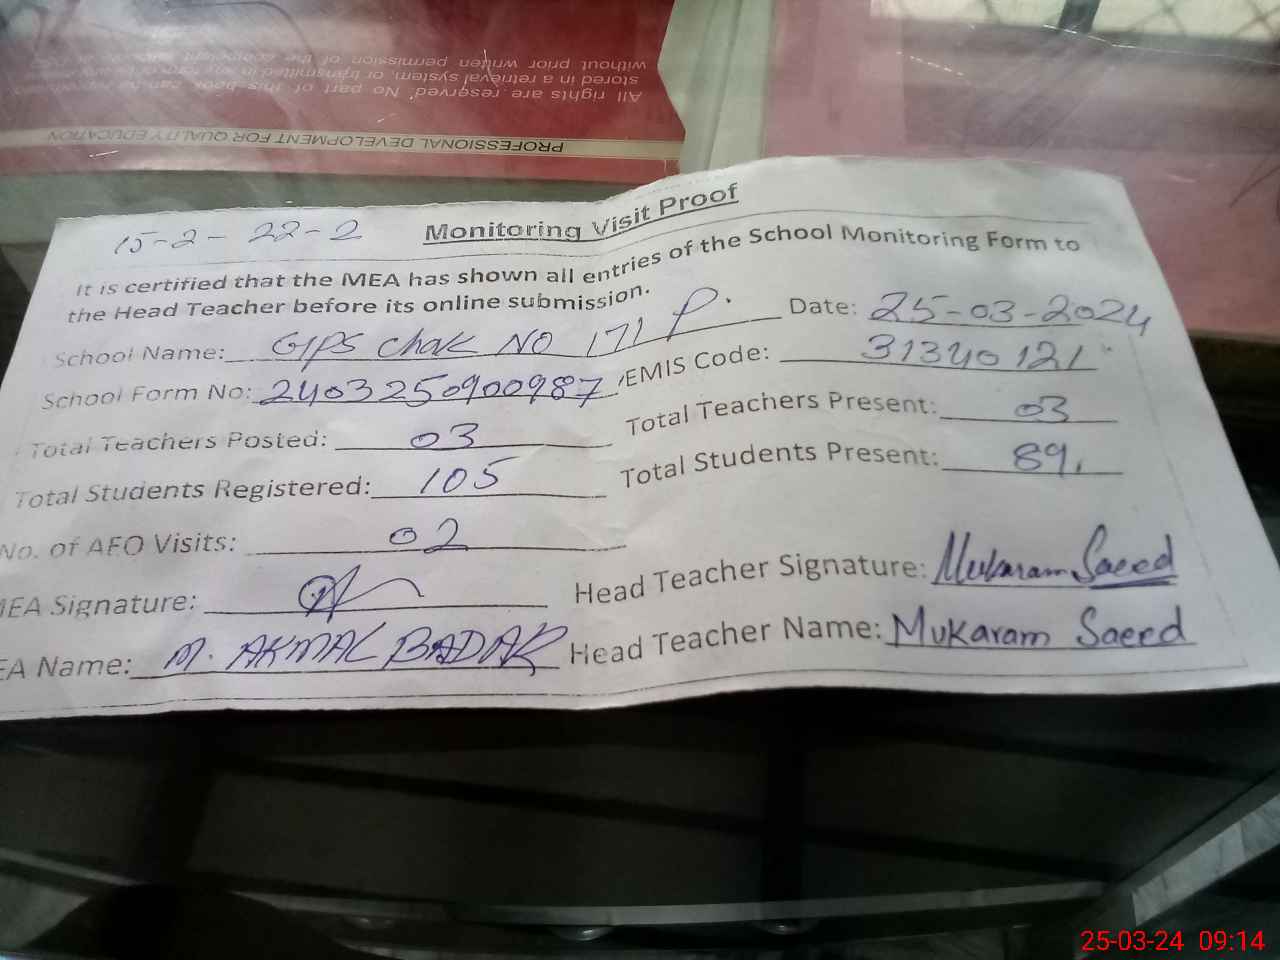 without prior written permission of the
stored in a retrieval system, or transmitted in any form or by any
All rights are reserved. No part of this book can be
PROFESSIONAL DEVELOPMENT FOR QUALITY EDUCATION
15-2- 22-2 Monitoring Visit Proof
It is certified that the MEA has shown all entries of the School Monitoring Form to
the Head Teacher before its online submission.
School Name: GPS Chak NO 171 P. Date: 25-03-2024
School Form No: 2403250900987 EMIS Code: 31340121
Total Teachers Posted: 03 Total Teachers Present: 03
Total Students Registered: 105 Total Students Present: 89
No. of AEO Visits: 02
MEA Signature: Head Teacher Signature: Mukaram Saeed
EA Name: M. AKMAL BADAR Head Teacher Name: Mukaram Saeed
25-03-24 09:14